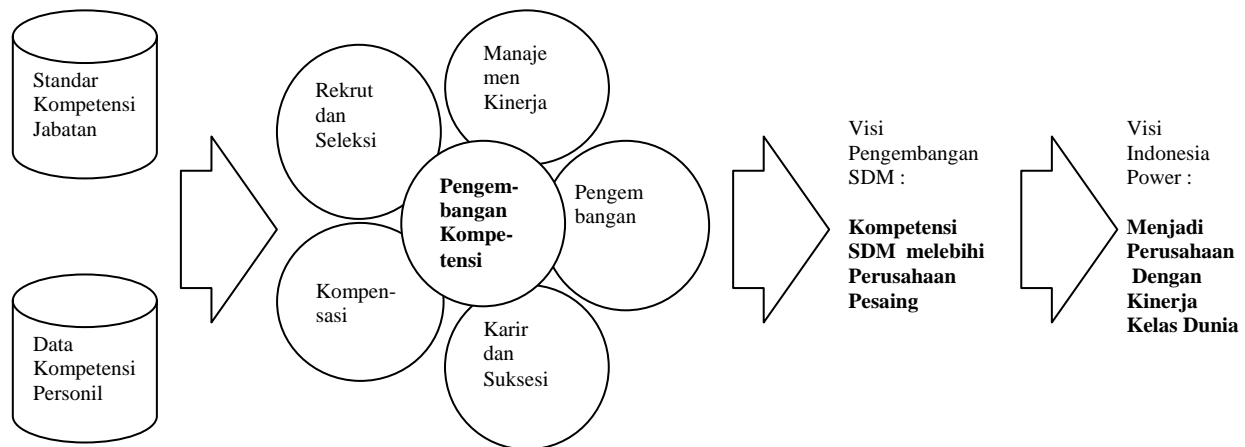 Standar
Kompetensi
Jabatan
Data
Kompetensi
Personil
Rekrut
dan
Seleksi
Manaje
men
Kinerja
Pengem-
bangan
Kompe-
tensi
Pengem
bangan
Kompen-
sasi
Karir
dan
Suksesi
Visi
Pengembangan
SDM :
Kompetensi
SDM melebihi
Perusahaan
Pesaing
Visi
Indonesia
Power :
Menjadi
Perusahaan
Dengan
Kinerja
Kelas Dunia